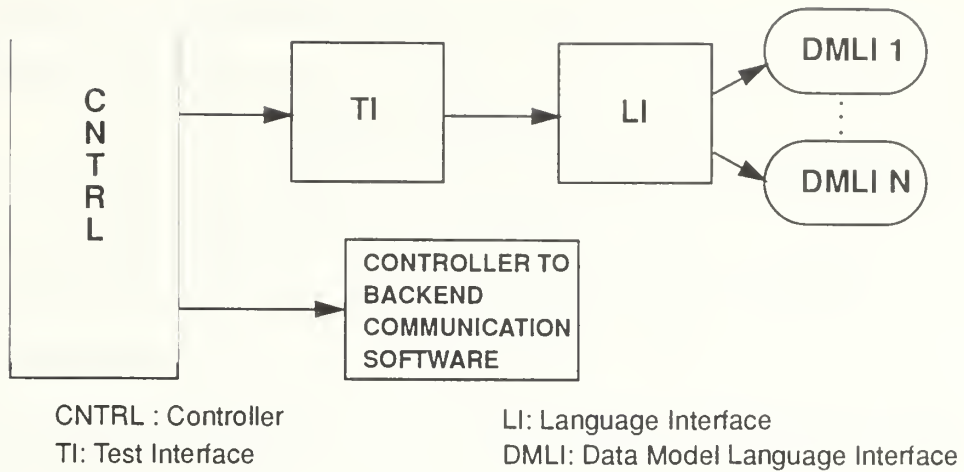 CNTRL
TI
LI
DMLI 1
DMLI N
CONTROLLER TO
BACKEND
COMMUNICATION
SOFTWARE
CNTRL : Controller
LI: Language Interface
TI: Test Interface
DMLI: Data Model Language Interface